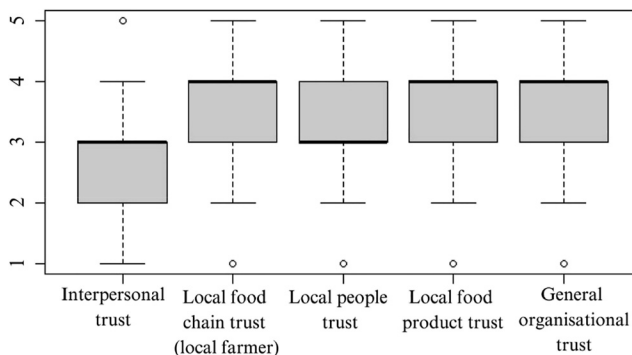 5
4
3
2
1
Interpersonal
trust
Local food
chain trust
(local farmer)
Local people
trust
Local food
product trust
General
organisational
trust